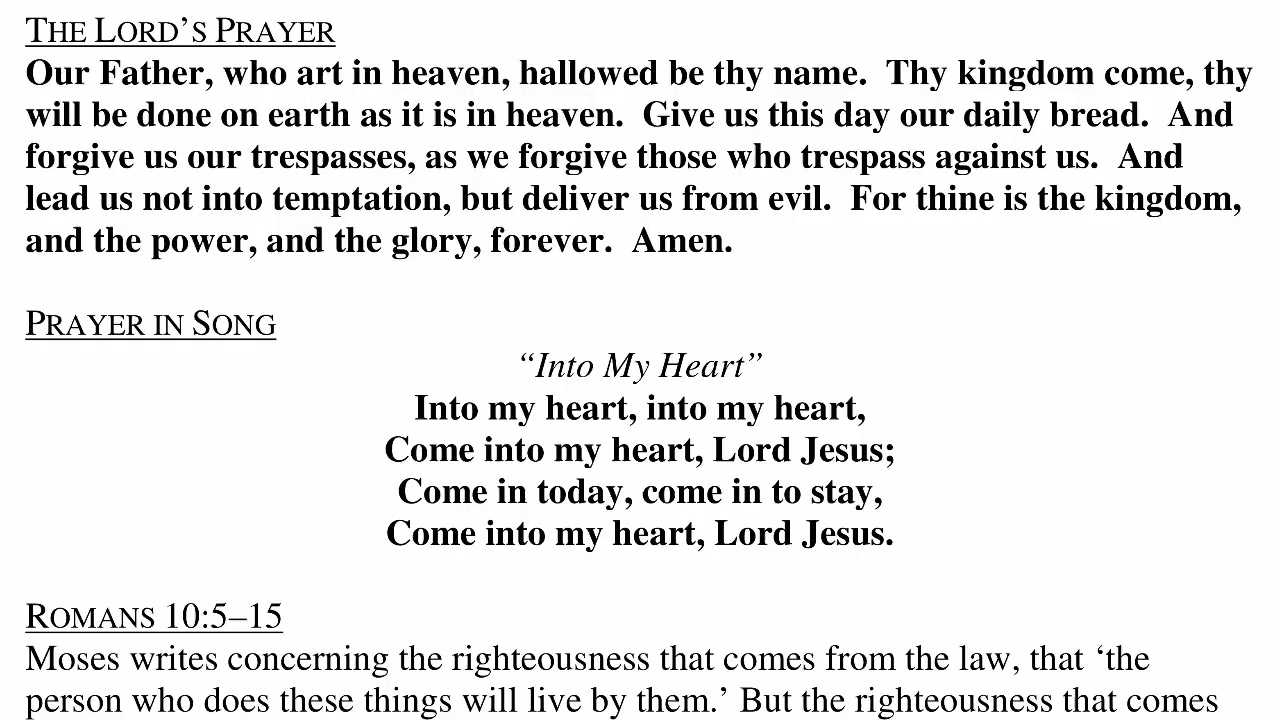 THE LORD’S PRAYER
Our Father, who art in heaven, hallowed be thy name.  Thy kingdom come, thy
will be done on earth as it is in heaven.  Give us this day our daily bread.  And
forgive us our trespasses, as we forgive those who trespass against us.  And
lead us not into temptation, but deliver us from evil.  For thine is the kingdom,
and the power, and the glory, forever.  Amen.
PRAYER IN SONG
“Into My Heart”
Into my heart, into my heart,
Come into my heart, Lord Jesus;
Come in today, come in to stay,
Come into my heart, Lord Jesus.
ROMANS 10:5–15
Moses writes concerning the righteousness that comes from the law, that ‘the
person who does these things will live by them.’ But the righteousness that comes